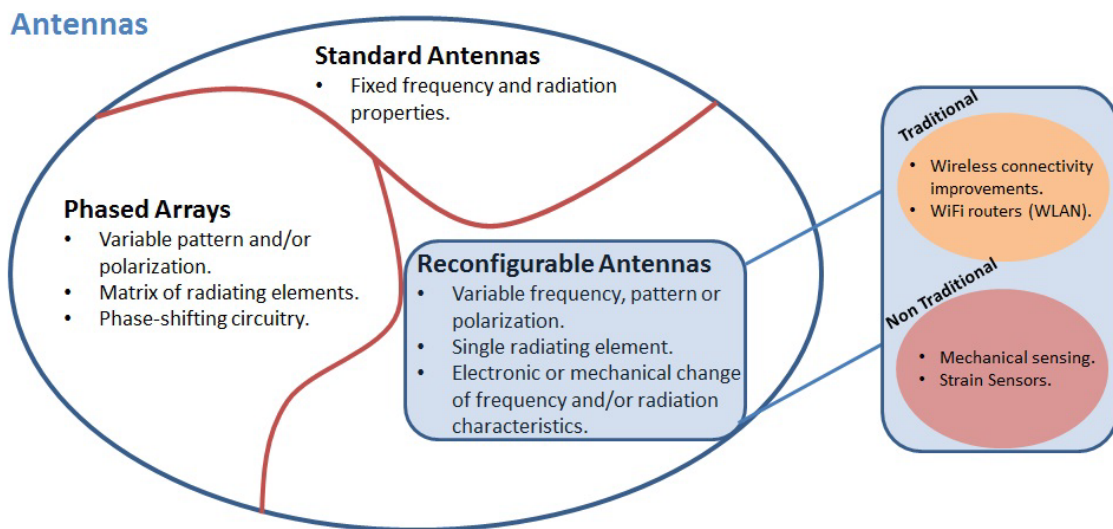 Antennas
Standard Antennas
• Fixed frequency and radiation
properties.
Phased Arrays
• Variable pattern and/or
polarization.
• Matrix of radiating elements.
• Phase-shifting circuitry.
Reconfigurable Antennas
• Variable frequency, pattern or
polarization.
• Single radiating element.
• Electronic or mechanical change
of frequency and/or radiation
characteristics.
Traditional
• Wireless connectivity
improvements.
• WiFi routers (WLAN).
Non Traditional
• Mechanical sensing.
• Strain Sensors.